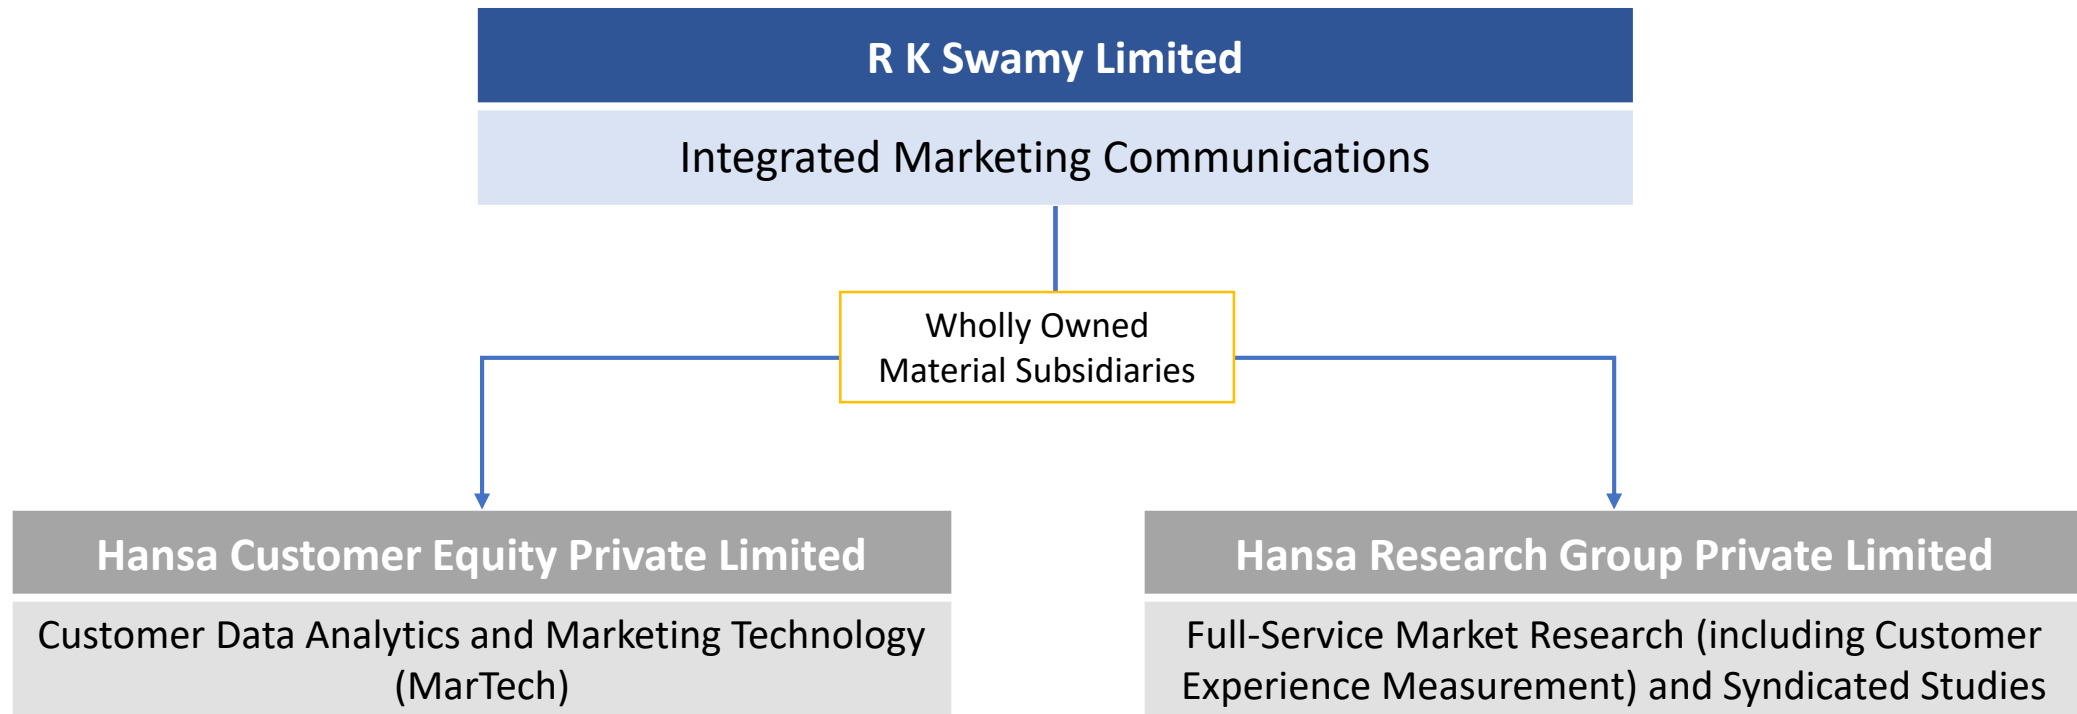 R K Swamy Limited
Integrated Marketing Communications
Wholly Owned
Material Subsidiaries
Hansa Customer Equity Private Limited
Customer Data Analytics and Marketing Technology
(MarTech)
Hansa Research Group Private Limited
Full-Service Market Research (including Customer
Experience Measurement) and Syndicated Studies